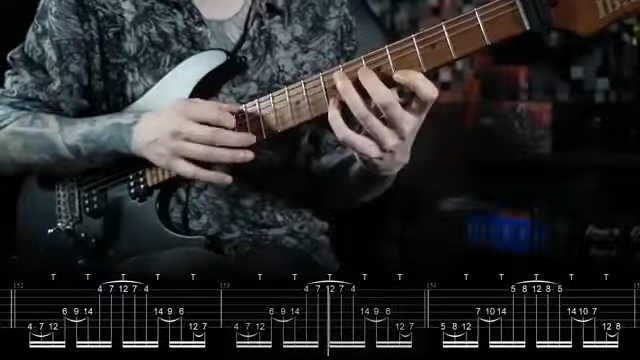 T T T T T T T T T T T T T T T T T
152 153 153
4 7 12 7 4 4 7 12 7 4 5 8 12 8 5
6 9 14 14 9 6 6 9 14 14 9 6 7 10 14 14 10 7
4 7 12 12 7 4 7 12 12 7 5 8 12 12 8